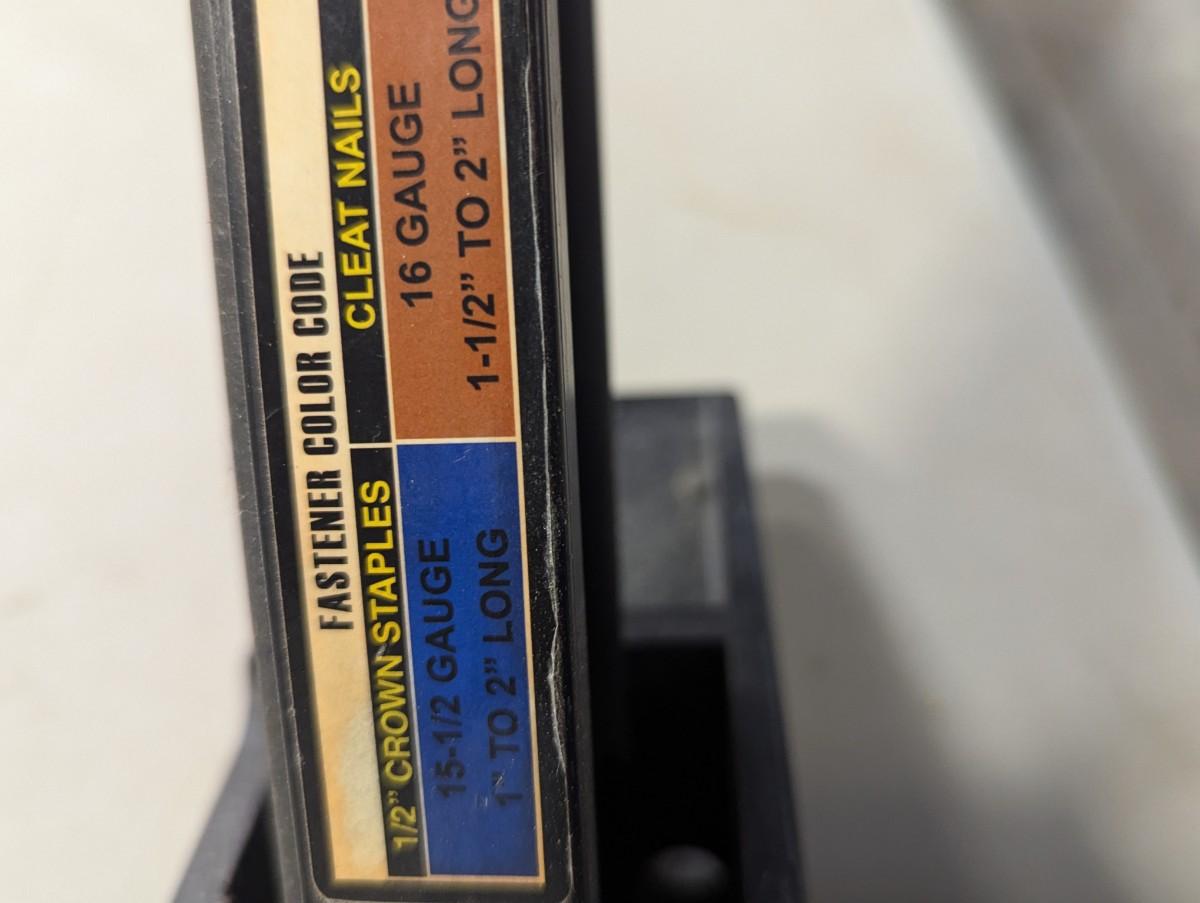 FASTENER COLOR CODE
1/2” CROWN STAPLES
CLEAT NAILS
15-1/2 GAUGE
1” TO 2” LONG
16 GAUGE
1-1/2” TO 2” LONG